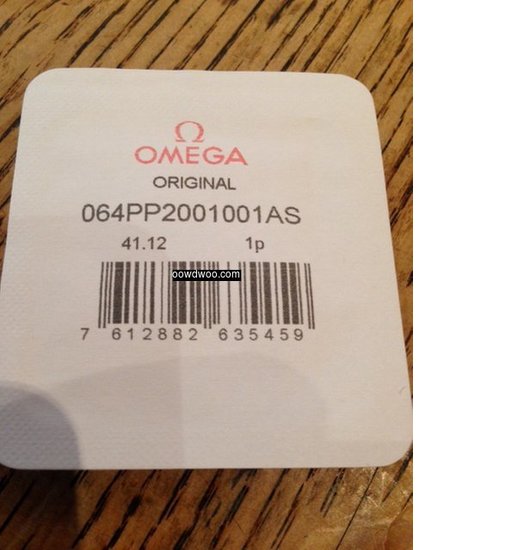 Ω
OMEGA
ORIGINAL
064PP2001001AS
41.12 1p
oowdwoo.com
7 612882 635459